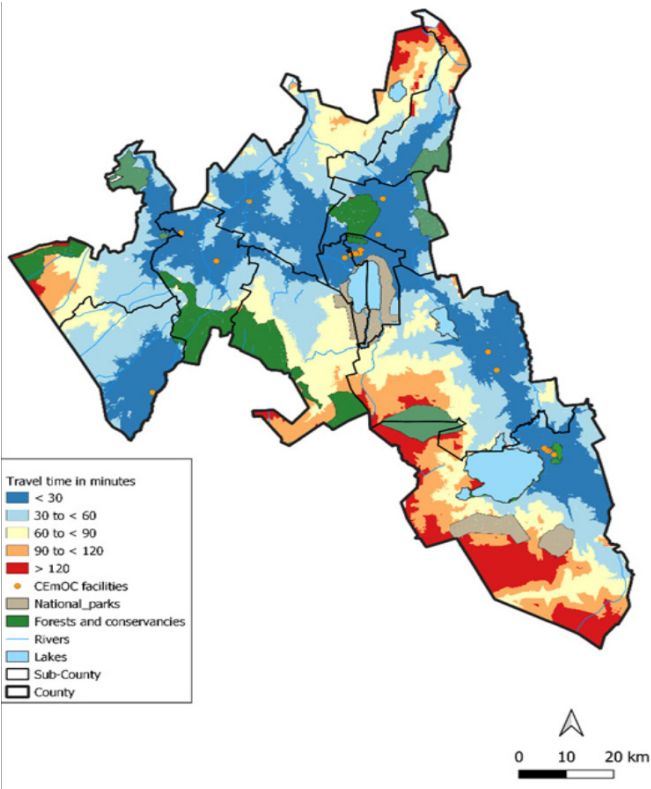 Travel time in minutes
< 30
30 to < 60
60 to < 90
90 to < 120
> 120
CEmOC facilities
National_parks
Forests and conservancies
Rivers
Lakes
Sub-County
County
0 10 20 km